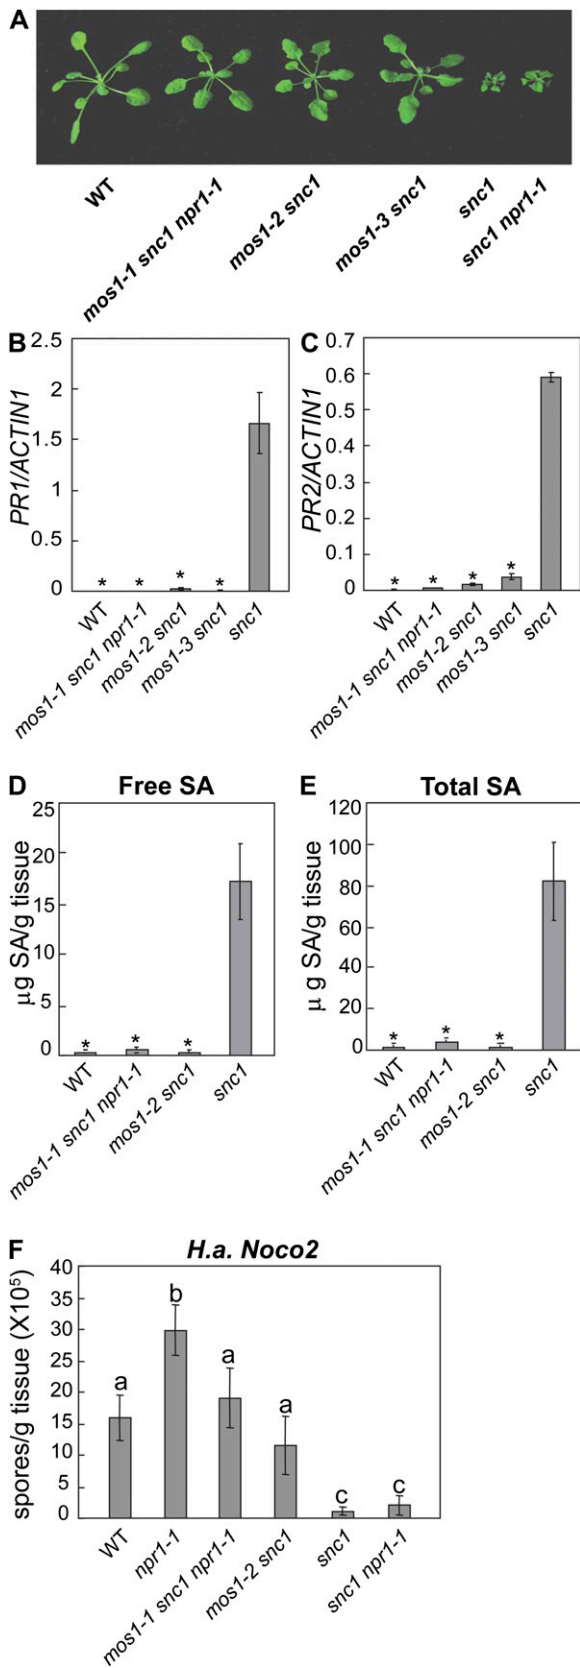 A
WT
mos1-1 snc1 npr1-1
mos1-2 snc1
mos1-3 snc1
snc1
snc1 npr1-1
B
PR1/ACTIN1
2.5
2
1.5
1
0.5
0
*
*
*
*
WT
mos1-1 snc1 npr1-1
mos1-2 snc1
mos1-3 snc1
snc1
C
PR2/ACTIN1
0.7
0.6
0.5
0.4
0.3
0.2
0.1
0
*
*
*
*
WT
mos1-1 snc1 npr1-1
mos1-2 snc1
mos1-3 snc1
snc1
D
Free SA
μg SA/g tissue
25
20
15
10
5
0
*
*
*
WT
mos1-1 snc1 npr1-1
mos1-2 snc1
snc1
E
Total SA
μ g SA/g tissue
120
100
80
60
40
20
0
*
*
*
WT
mos1-1 snc1 npr1-1
mos1-2 snc1
snc1
F
H.a. Noco2
spores/g tissue (X10⁵)
40
35
30
25
20
15
10
5
0
a
b
a
a
c
c
WT
npr1-1
mos1-1 snc1 npr1-1
mos1-2 snc1
snc1
snc1 npr1-1